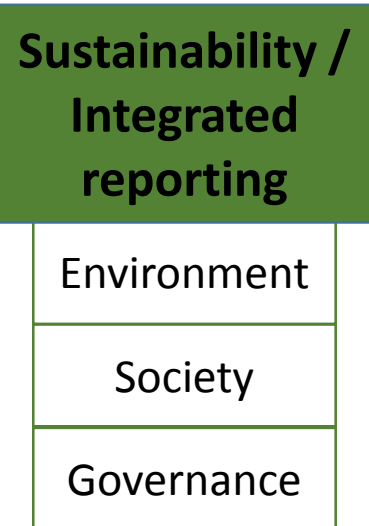 Sustainability /
Integrated
reporting
Environment
Society
Governance